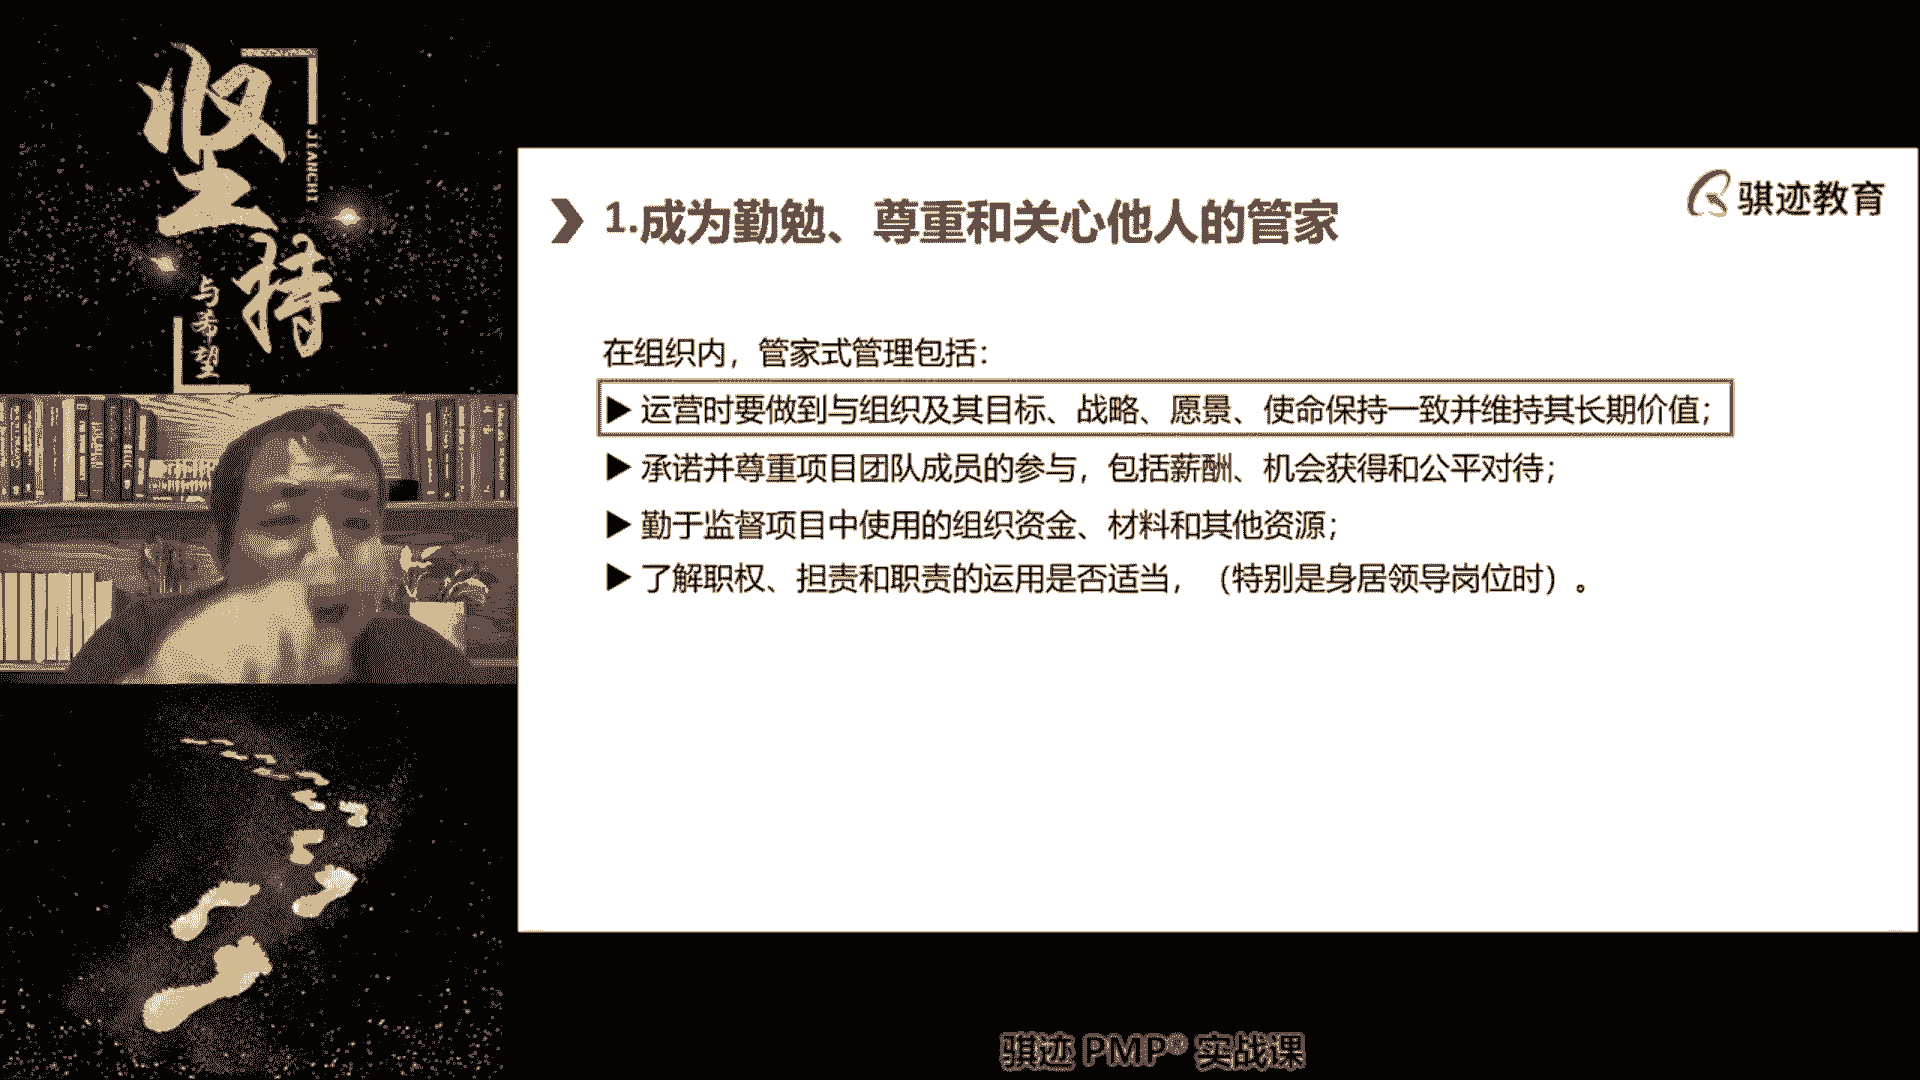 坚持
JIANCHI
与希望
骐迹教育
1.成为勤勉、尊重和关心他人的管家
在组织内，管家式管理包括：
▶ 运营时要做到与组织及其目标、战略、愿景、使命保持一致并维持其长期价值；
▶ 承诺并尊重项目团队成员的参与，包括薪酬、机会获得和公平对待；
▶ 勤于监督项目中使用的组织资金、材料和其他资源；
▶ 了解职权、担责和职责的运用是否适当，（特别是身居领导岗位时）。
骐迹 PMP® 实战课